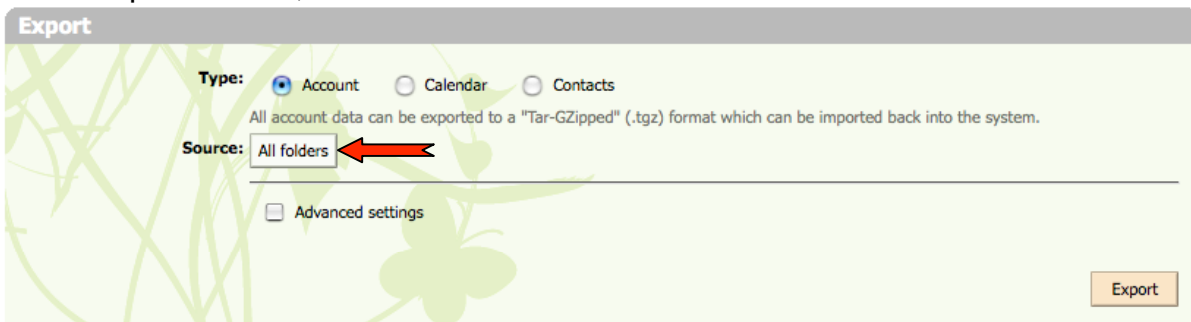 Export
Type: Account Calendar Contacts
All account data can be exported to a "Tar-GZipped" (.tgz) format which can be imported back into the system.
Source: All folders
Advanced settings
Export